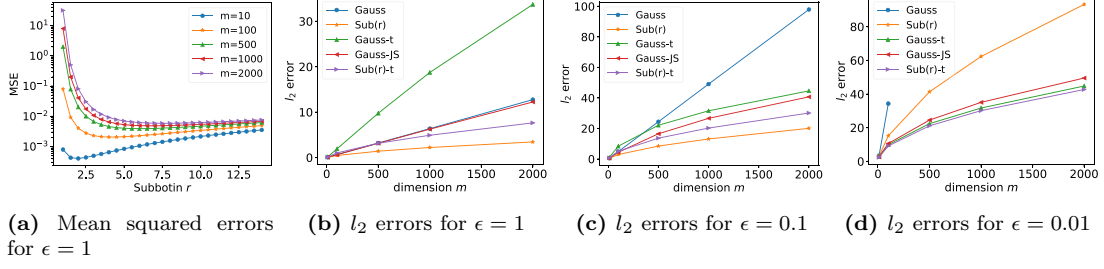 m=10
m=100
m=500
m=1000
m=2000
10¹
10⁰
10⁻¹
10⁻²
10⁻³
MSE
2.5 5.0 7.5 10.0 12.5
Subbotin r
Gauss
Sub(r)
Gauss-t
Gauss-JS
Sub(r)-t
30
20
10
0
l₂ error
0 500 1000 1500 2000
dimension m
Gauss
Sub(r)
Gauss-t
Gauss-JS
Sub(r)-t
100
80
60
40
20
0
l₂ error
0 500 1000 1500 2000
dimension m
Gauss
Sub(r)
Gauss-t
Gauss-JS
Sub(r)-t
80
60
40
20
0
l₂ error
0 500 1000 1500 2000
dimension m
(a) Mean squared errors
for ϵ = 1
(b) l₂ errors for ϵ = 1
(c) l₂ errors for ϵ = 0.1
(d) l₂ errors for ϵ = 0.01